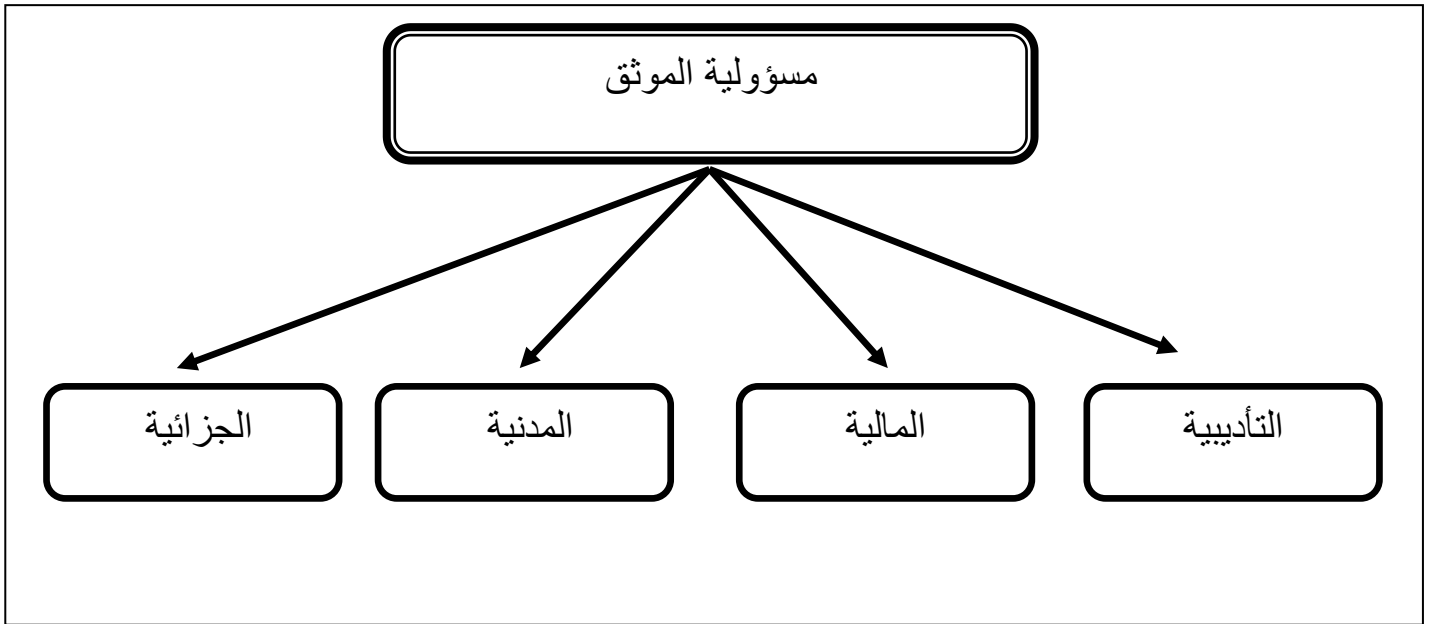 مسؤولية الموثق
التأديبية
المالية
المدنية
الجزائية